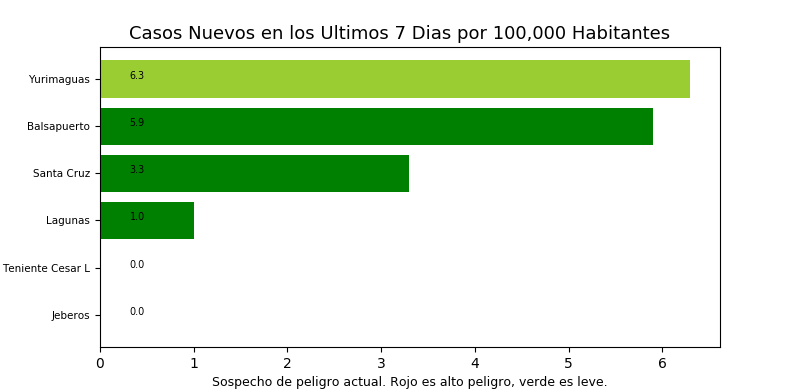 Casos Nuevos en los Ultimos 7 Dias por 100,000 Habitantes
Yurimaguas 6.3
Balsapuerto 5.9
Santa Cruz 3.3
Lagunas 1.0
Teniente Cesar L 0.0
Jeberos 0.0
0 1 2 3 4 5 6
Sospecho de peligro actual. Rojo es alto peligro, verde es leve.